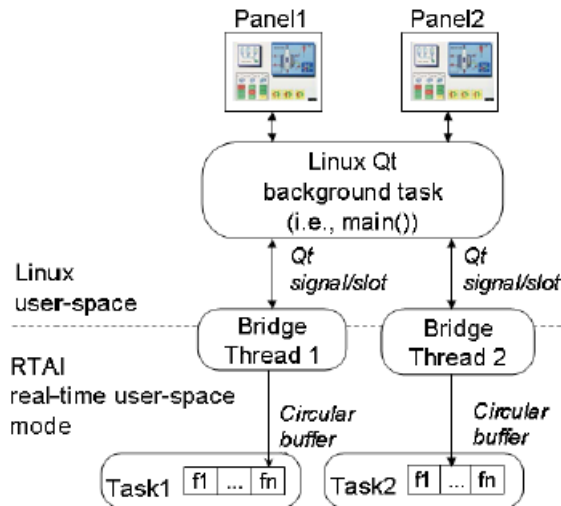 Panel1 Panel2
Linux Qt
background task
(i.e., main())
Qt Qt
signal/slot signal/slot
Linux
user-space
Bridge Bridge
Thread 1 Thread 2
RTAI
real-time user-space
mode
Circular Circular
buffer buffer
Task1 f1 ... fn Task2 f1 ... fn